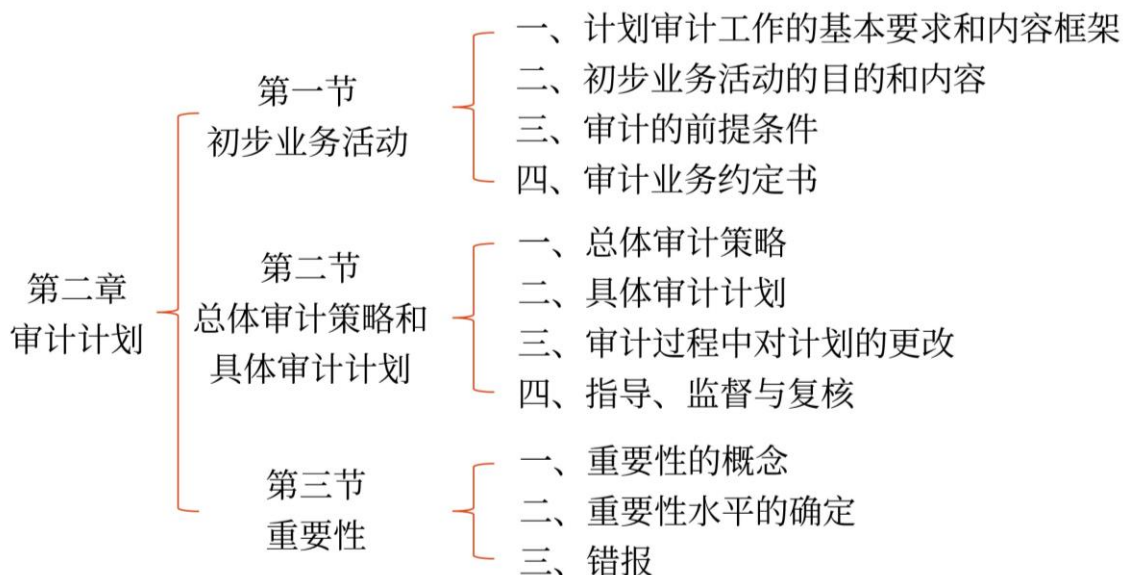 第二章
审计计划
第一节
初步业务活动
一、计划审计工作的基本要求和内容框架
二、初步业务活动的目的和内容
三、审计的前提条件
四、审计业务约定书
第二节
总体审计策略和
具体审计计划
一、总体审计策略
二、具体审计计划
三、审计过程中对计划的更改
四、指导、监督与复核
第三节
重要性
一、重要性的概念
二、重要性水平的确定
三、错报